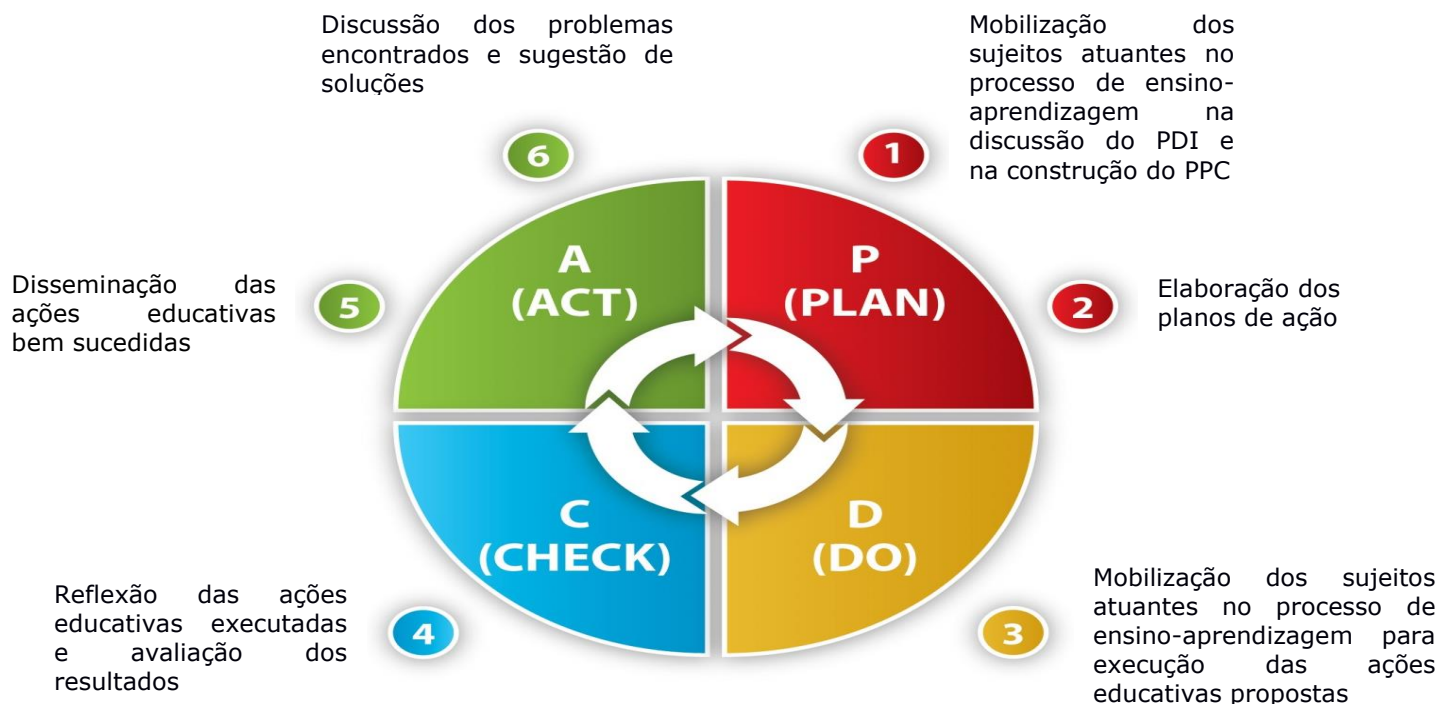 Discussão dos problemas
encontrados e sugestão de
soluções
Mobilização dos
sujeitos atuantes no
processo de ensino-
aprendizagem na
discussão do PDI e
na construção do PPC
6
1
A
(ACT)
P
(PLAN)
Disseminação das
ações educativas
bem sucedidas
5
2
Elaboração dos
planos de ação
C
(CHECK)
D
(DO)
Reflexão das ações
educativas executadas
e avaliação dos
resultados
4
3
Mobilização dos sujeitos
atuantes no processo de
ensino-aprendizagem para
execução das ações
educativas propostas